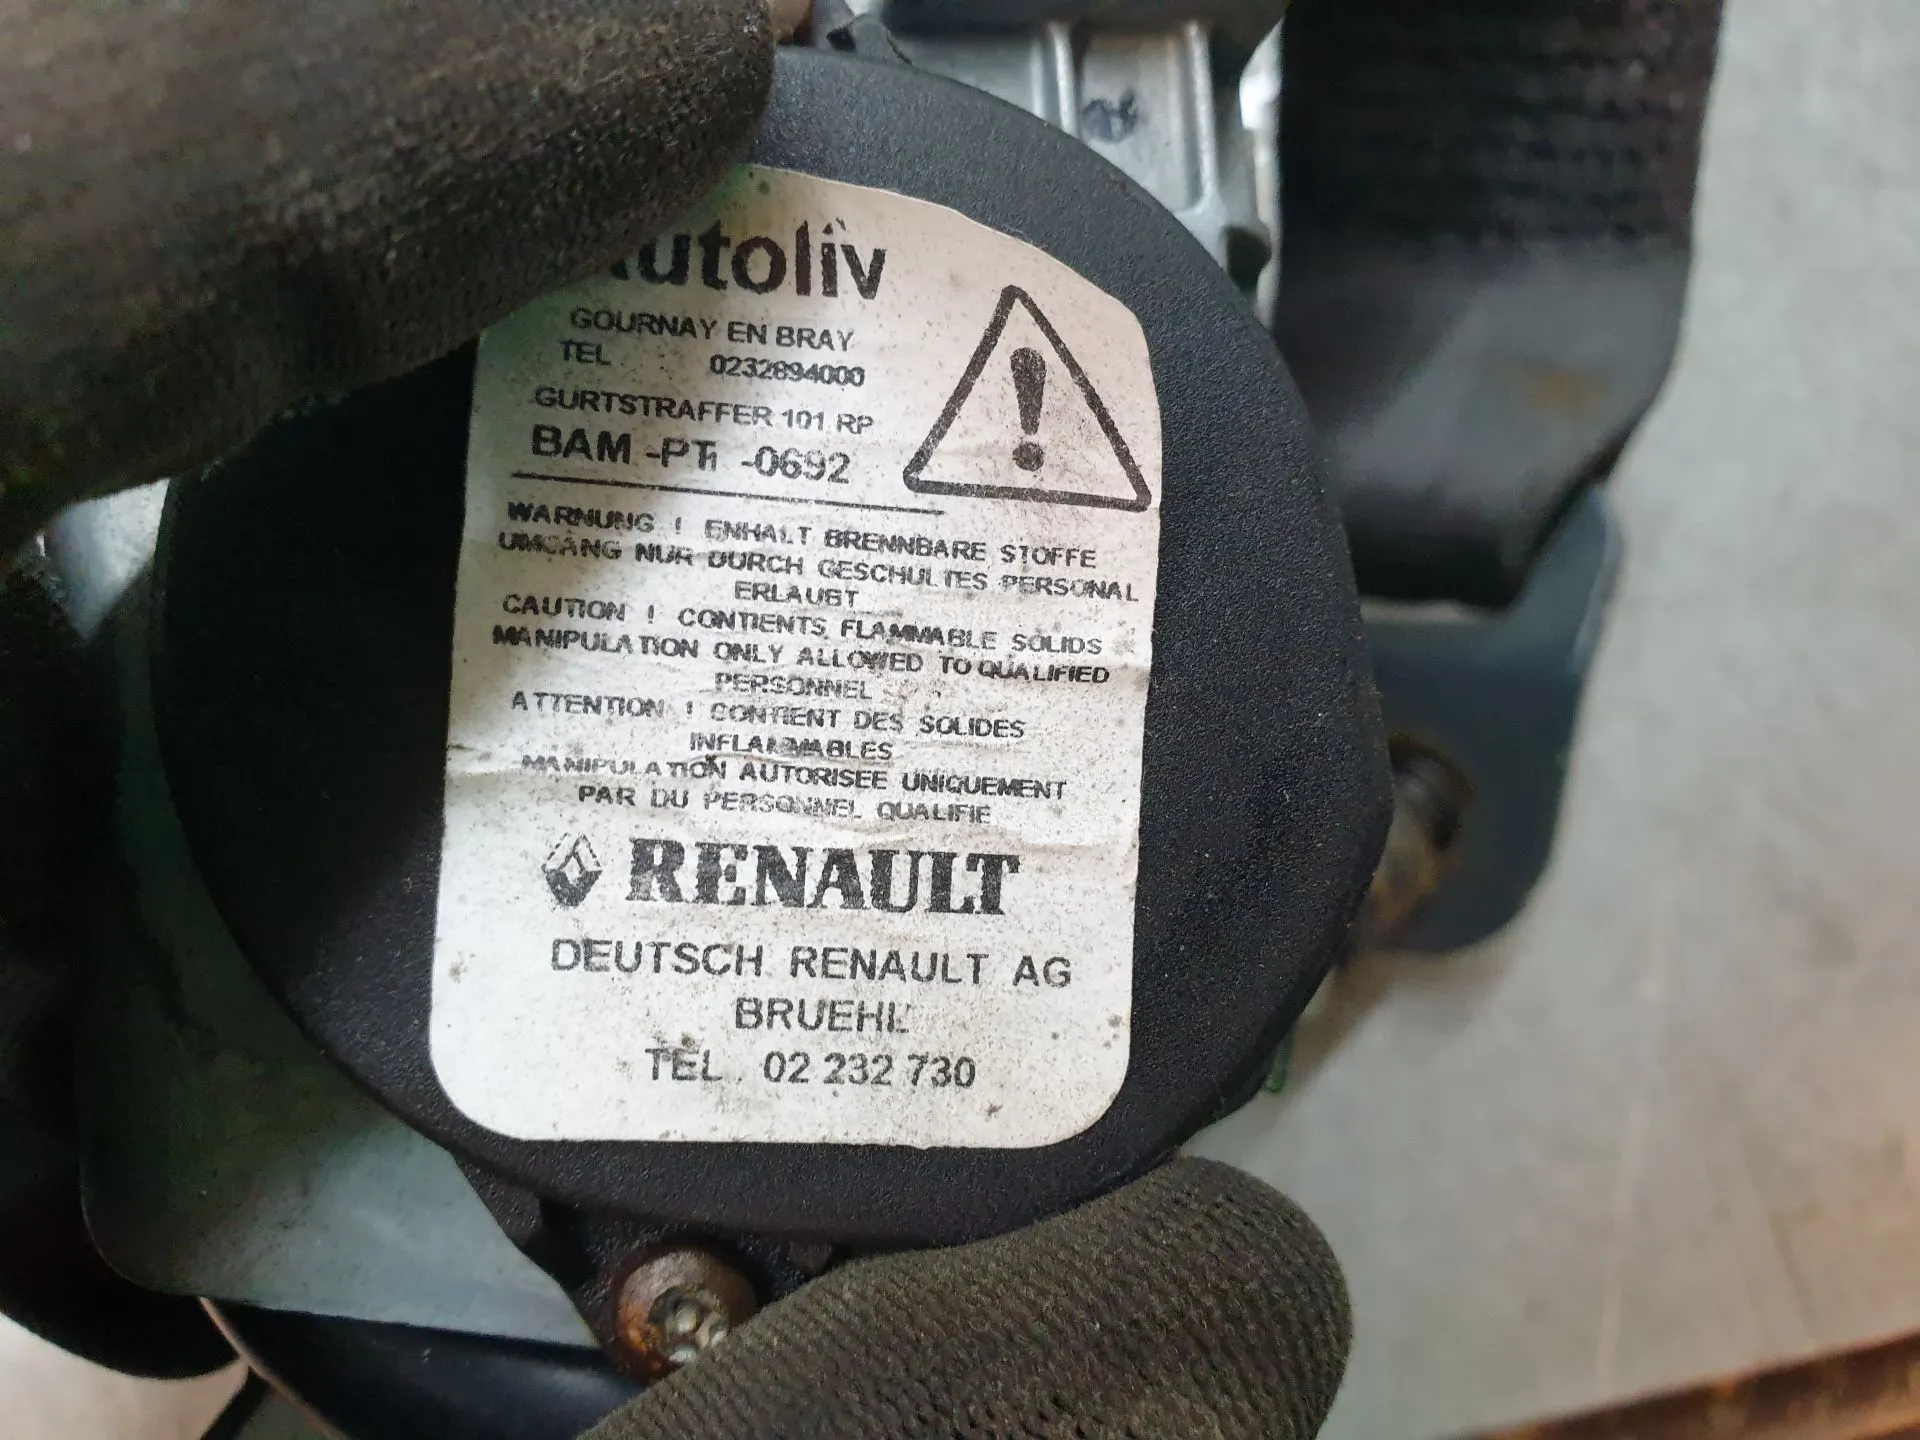 Autoliv
GOURNAY EN BRAY
TEL 0232894000
GURTSTRAFFER 101 RP
BAM -PT1 -0692
WARNUNG ! ENHALT BRENNBARE STOFFE
UMGANG NUR DURCH GESCHULTES PERSONAL
ERLAUBT
CAUTION ! CONTIENTS FLAMMABLE SOLIDS
MANIPULATION ONLY ALLOWED TO QUALIFIED
PERSONNEL
ATTENTION ! CONTIENT DES SOLIDES
INFLAMMABLES
MANIPULATION AUTORISEE UNIQUEMENT
PAR DU PERSONNEL QUALIFIE
RENAULT
DEUTSCH RENAULT AG
BRUEHL
TEL. 02 232 730